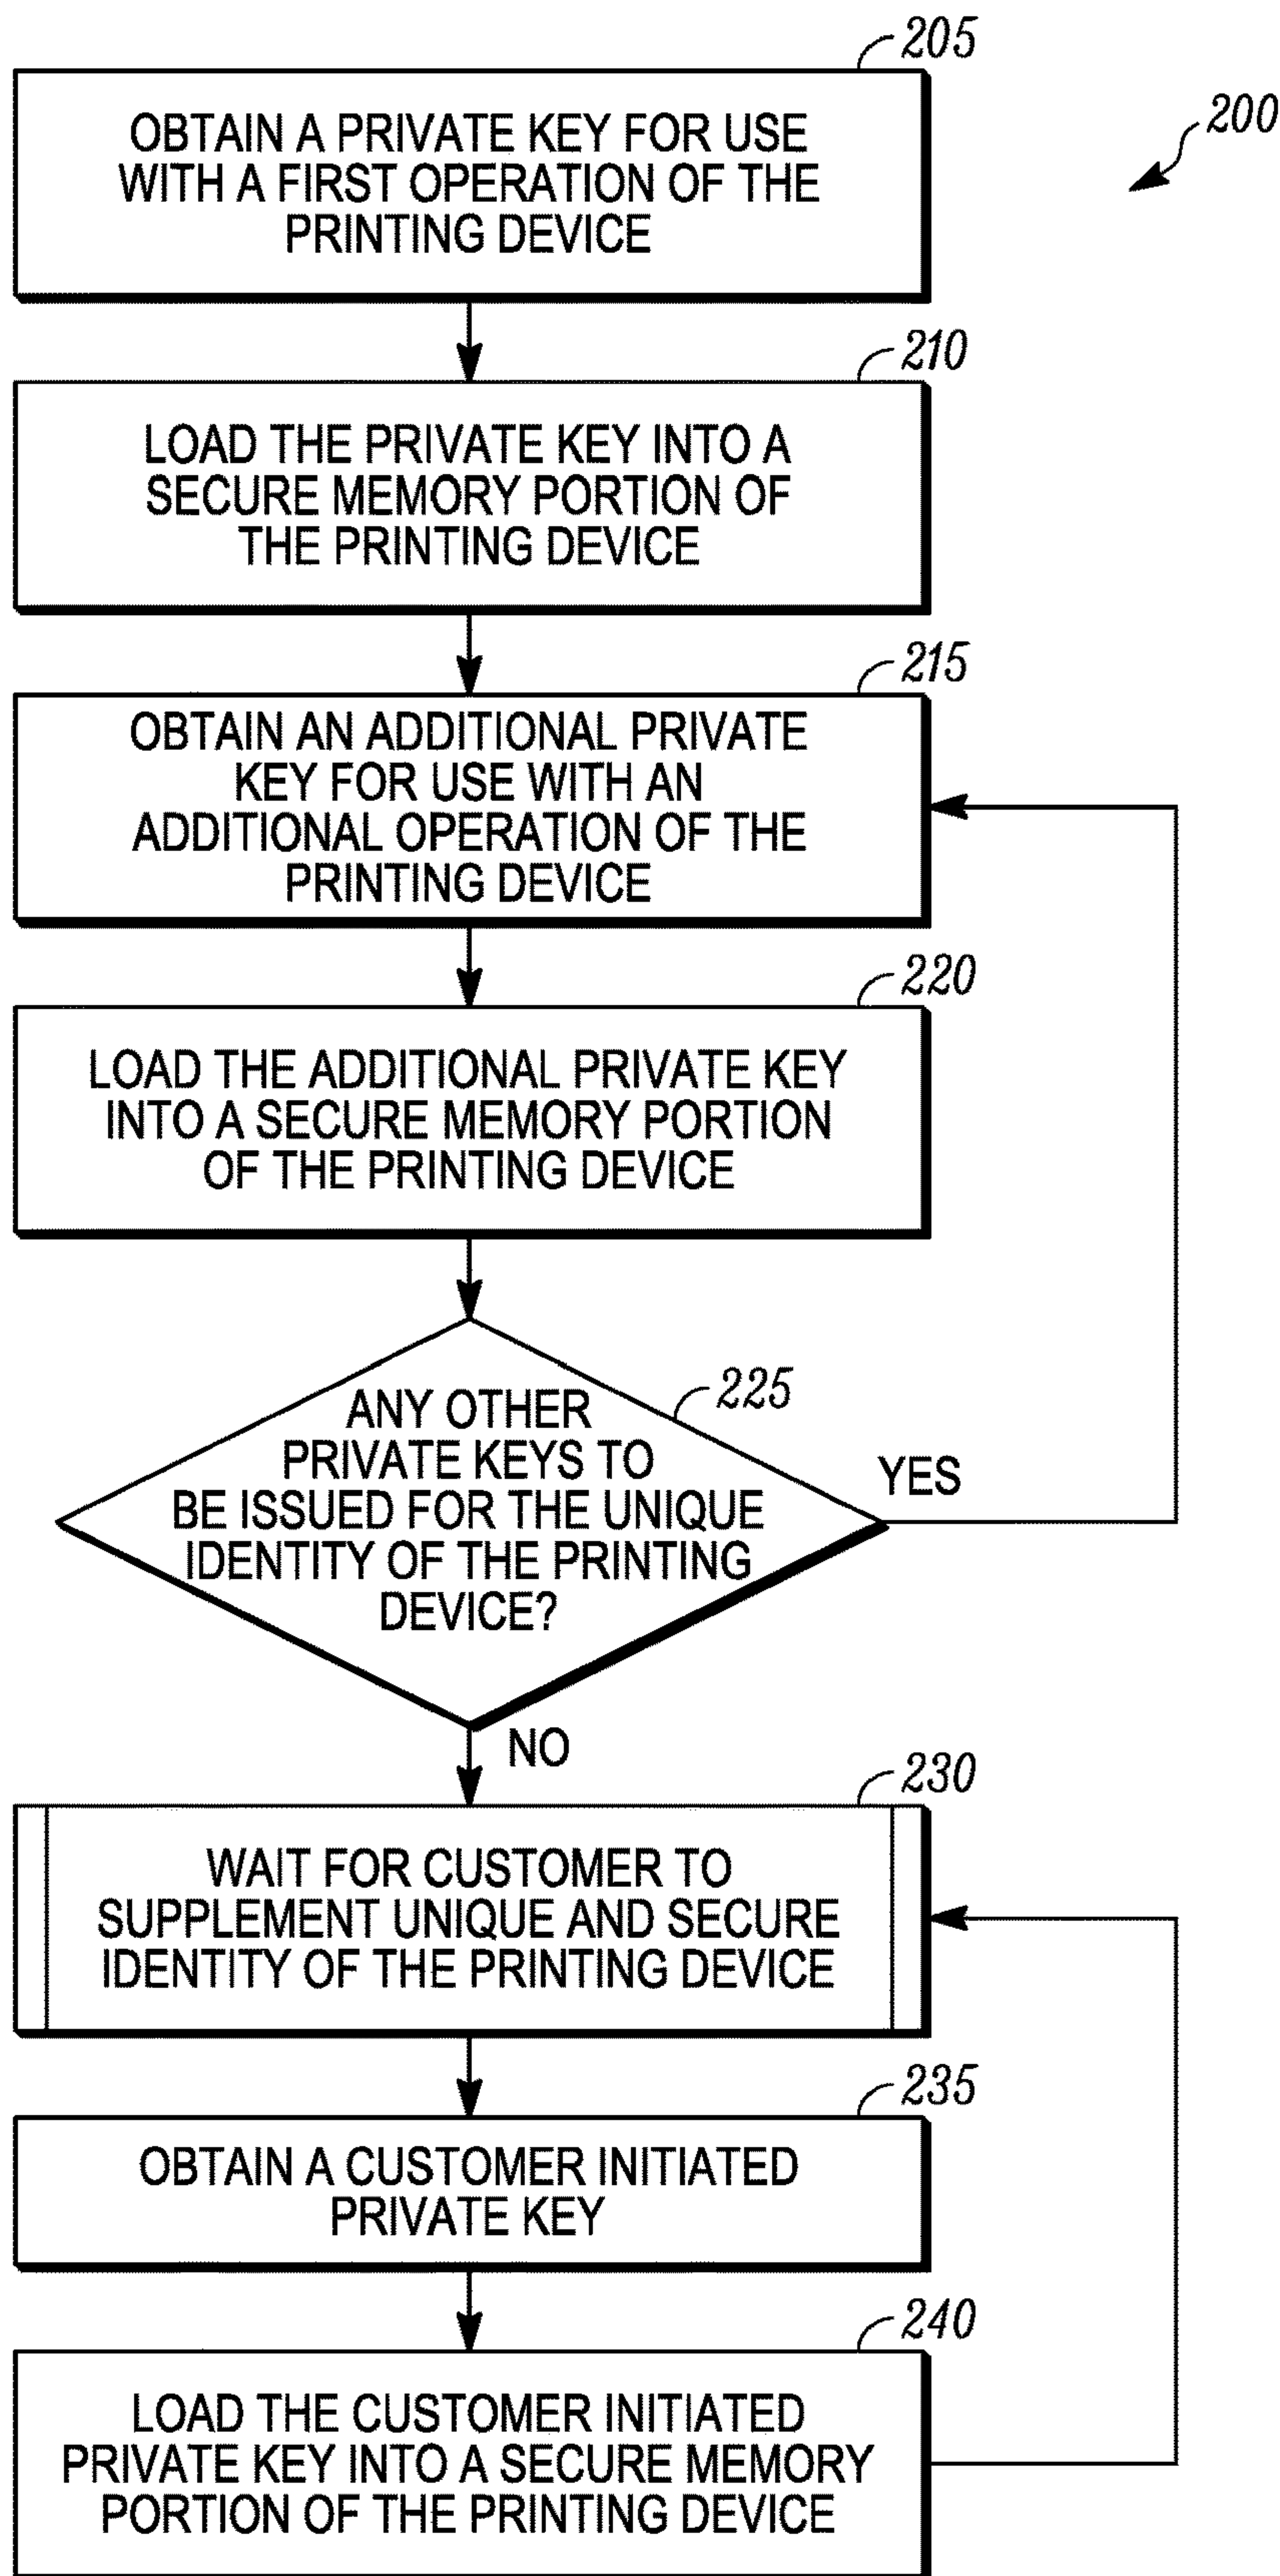 205
200
OBTAIN A PRIVATE KEY FOR USE
WITH A FIRST OPERATION OF THE
PRINTING DEVICE
210
LOAD THE PRIVATE KEY INTO A
SECURE MEMORY PORTION OF
THE PRINTING DEVICE
215
OBTAIN AN ADDITIONAL PRIVATE
KEY FOR USE WITH AN
ADDITIONAL OPERATION OF THE
PRINTING DEVICE
220
LOAD THE ADDITIONAL PRIVATE KEY
INTO A SECURE MEMORY PORTION
OF THE PRINTING DEVICE
225
ANY OTHER
PRIVATE KEYS TO
BE ISSUED FOR THE UNIQUE
IDENTITY OF THE PRINTING
DEVICE?
YES
NO
230
WAIT FOR CUSTOMER TO
SUPPLEMENT UNIQUE AND SECURE
IDENTITY OF THE PRINTING DEVICE
235
OBTAIN A CUSTOMER INITIATED
PRIVATE KEY
240
LOAD THE CUSTOMER INITIATED
PRIVATE KEY INTO A SECURE MEMORY
PORTION OF THE PRINTING DEVICE